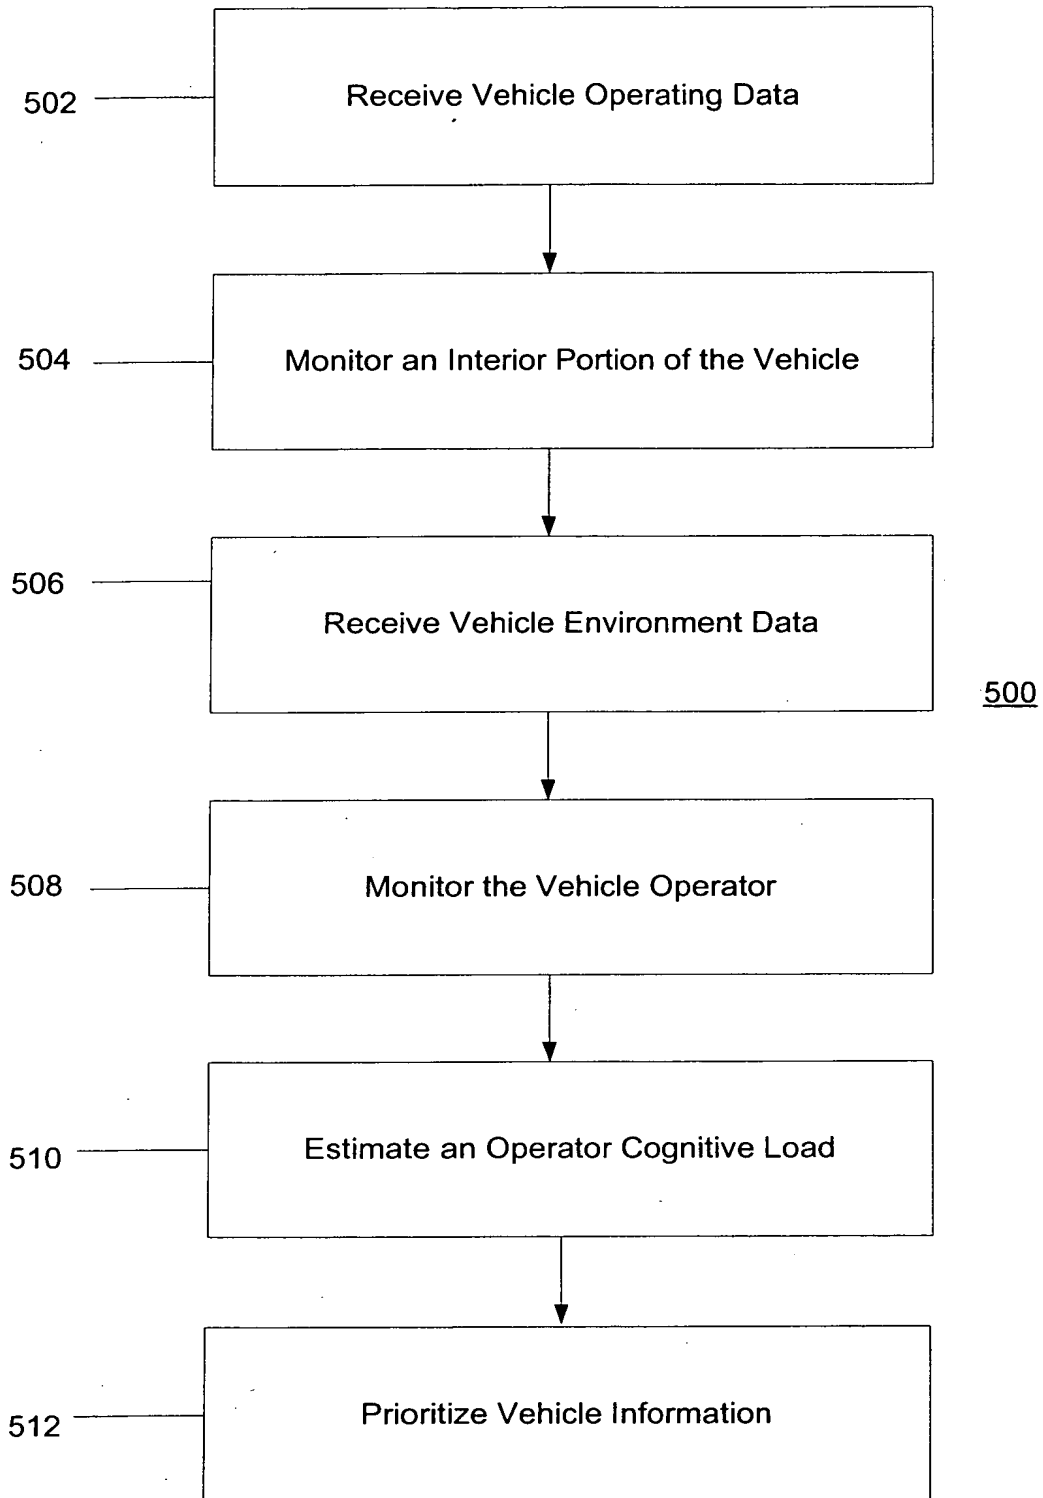 502
Receive Vehicle Operating Data
504
Monitor an Interior Portion of the Vehicle
506
Receive Vehicle Environment Data
500
508
Monitor the Vehicle Operator
510
Estimate an Operator Cognitive Load
512
Prioritize Vehicle Information